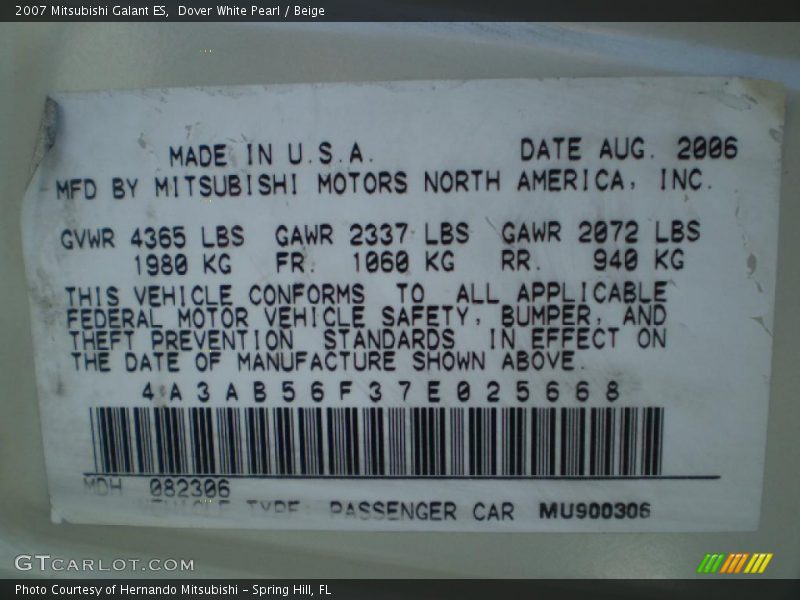 2007 Mitsubishi Galant ES,  Dover White Pearl / Beige
MADE IN U.S.A. DATE AUG. 2006
MFD BY MITSUBISHI MOTORS NORTH AMERICA, INC.
GVWR 4365 LBS GAWR 2337 LBS GAWR 2072 LBS
1980 KG FR. 1060 KG RR. 940 KG
THIS VEHICLE CONFORMS TO ALL APPLICABLE
FEDERAL MOTOR VEHICLE SAFETY, BUMPER, AND
THEFT PREVENTION STANDARDS IN EFFECT ON
THE DATE OF MANUFACTURE SHOWN ABOVE.
4A3AB56F37E025668
MDH 082306
VEHICLE TYPE: PASSENGER CAR MU900306
GTCARLOT.COM
Photo Courtesy of Hernando Mitsubishi - Spring Hill, FL